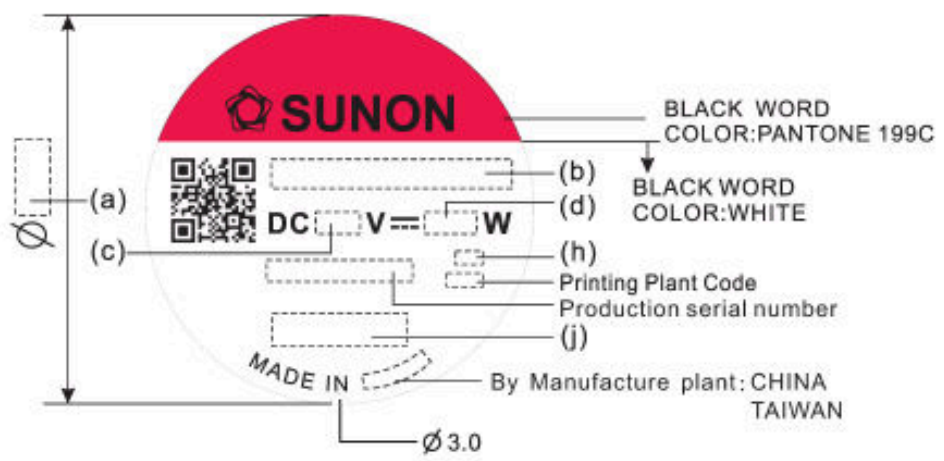 SUNON
BLACK WORD
COLOR:PANTONE 199C
(b)
BLACK WORD
COLOR:WHITE
(a)
Ø
(d)
DC V⎓ W
(c)
(h)
Printing Plant Code
Production serial number
(j)
MADE IN
By Manufacture plant: CHINA
TAIWAN
Ø3.0